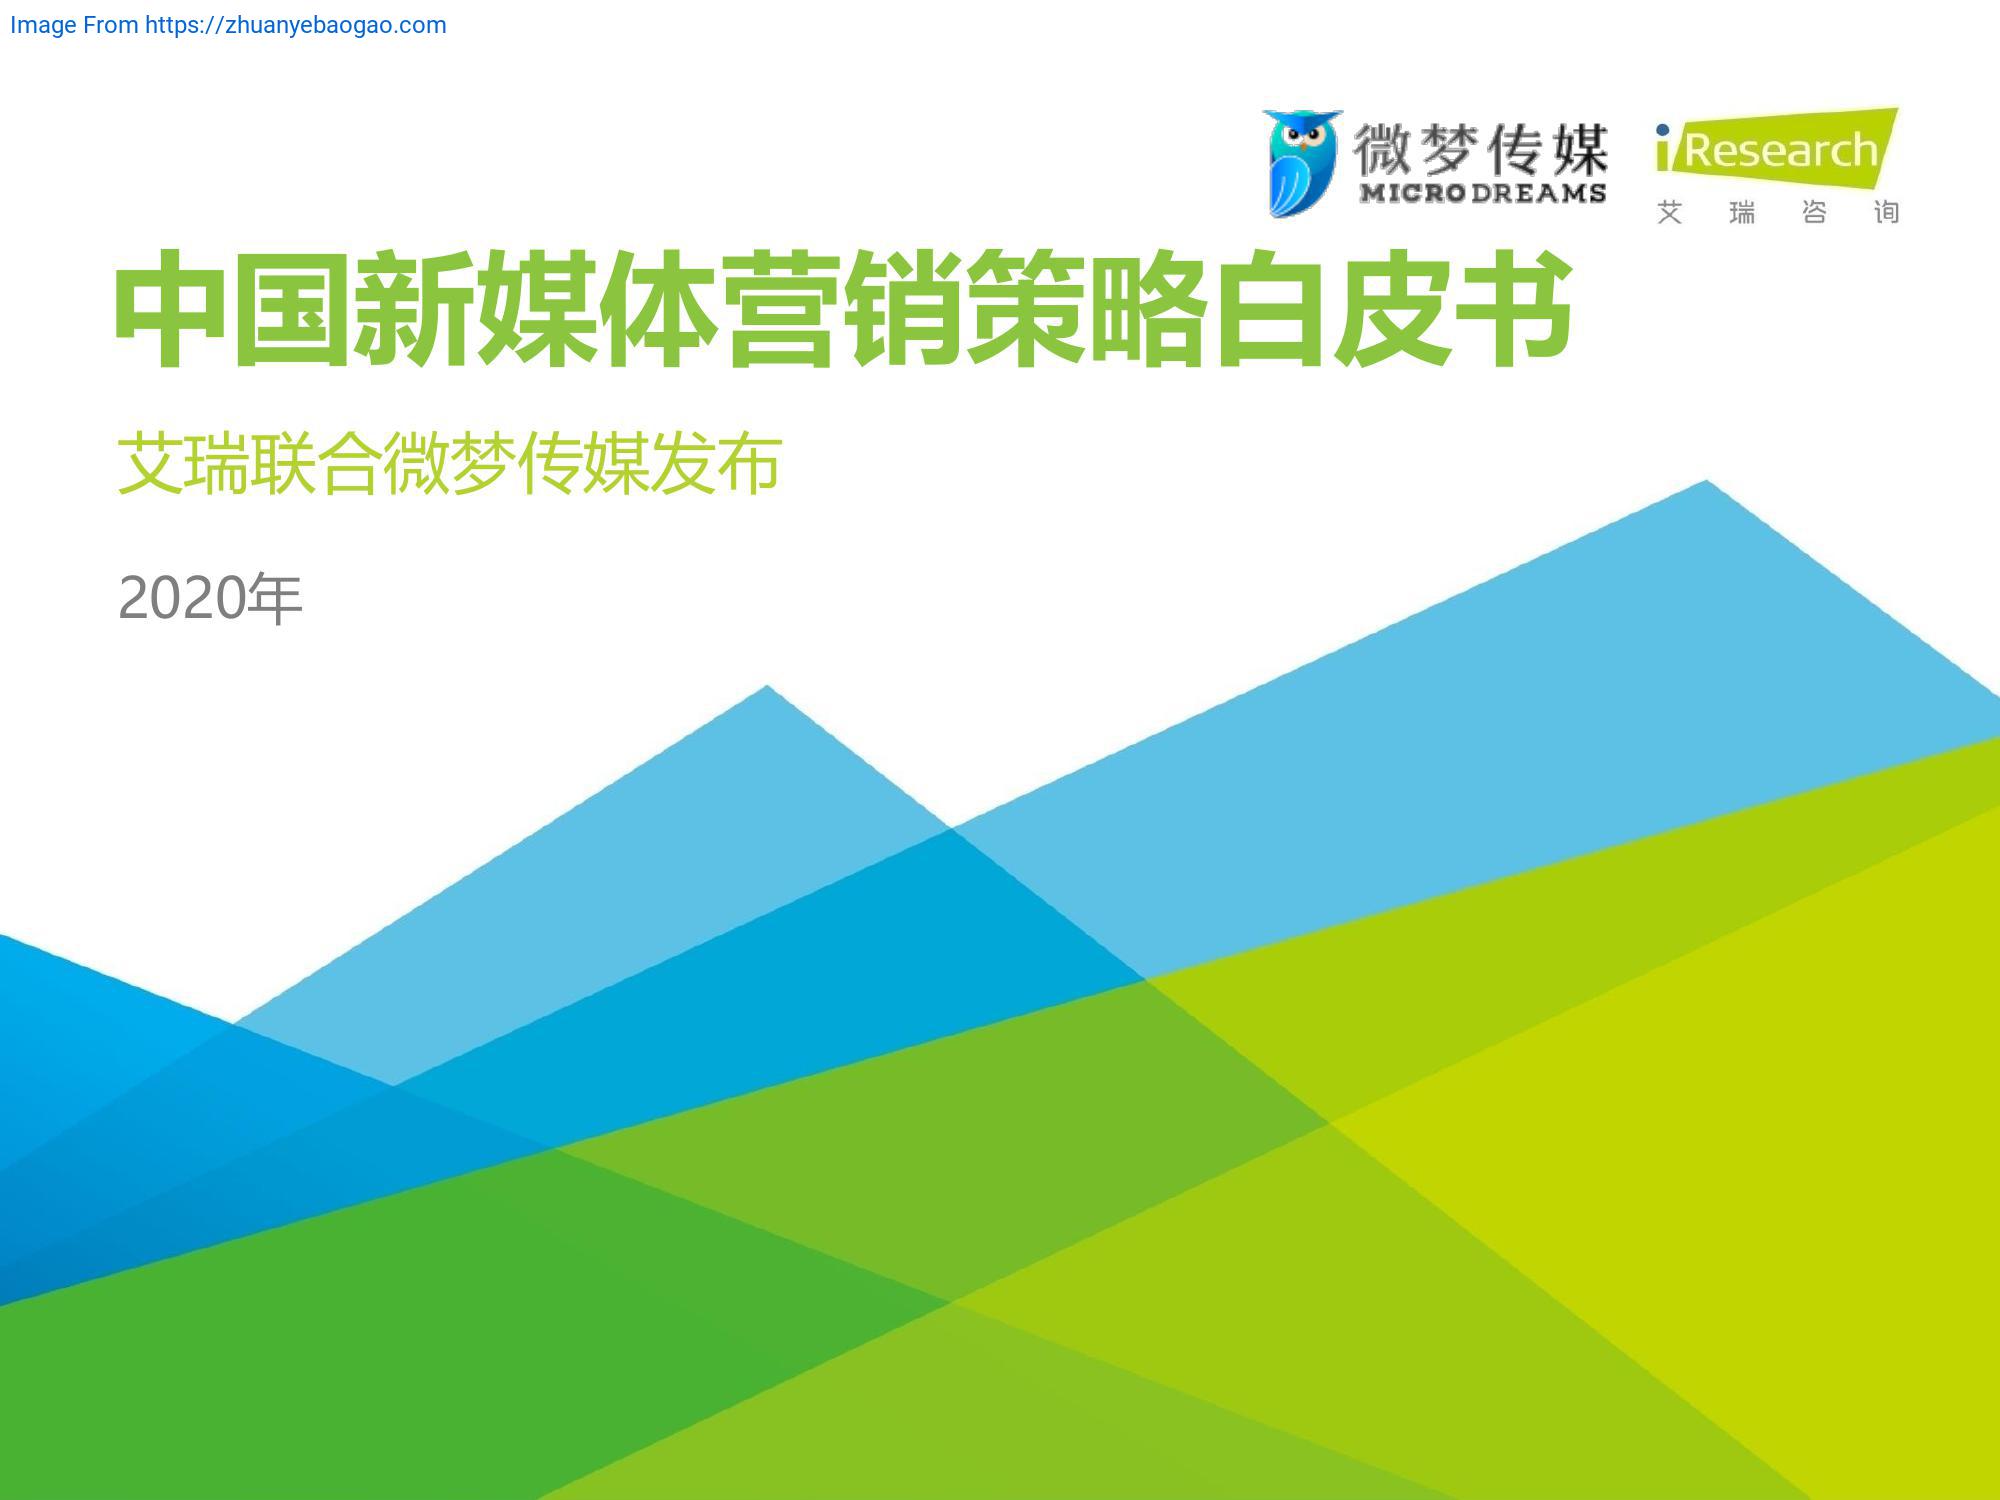 Image From https://zhuanyebaogao.com
微梦传媒
MICRODREAMS
iResearch
艾瑞咨询
中国新媒体营销策略白皮书
艾瑞联合微梦传媒发布
2020年